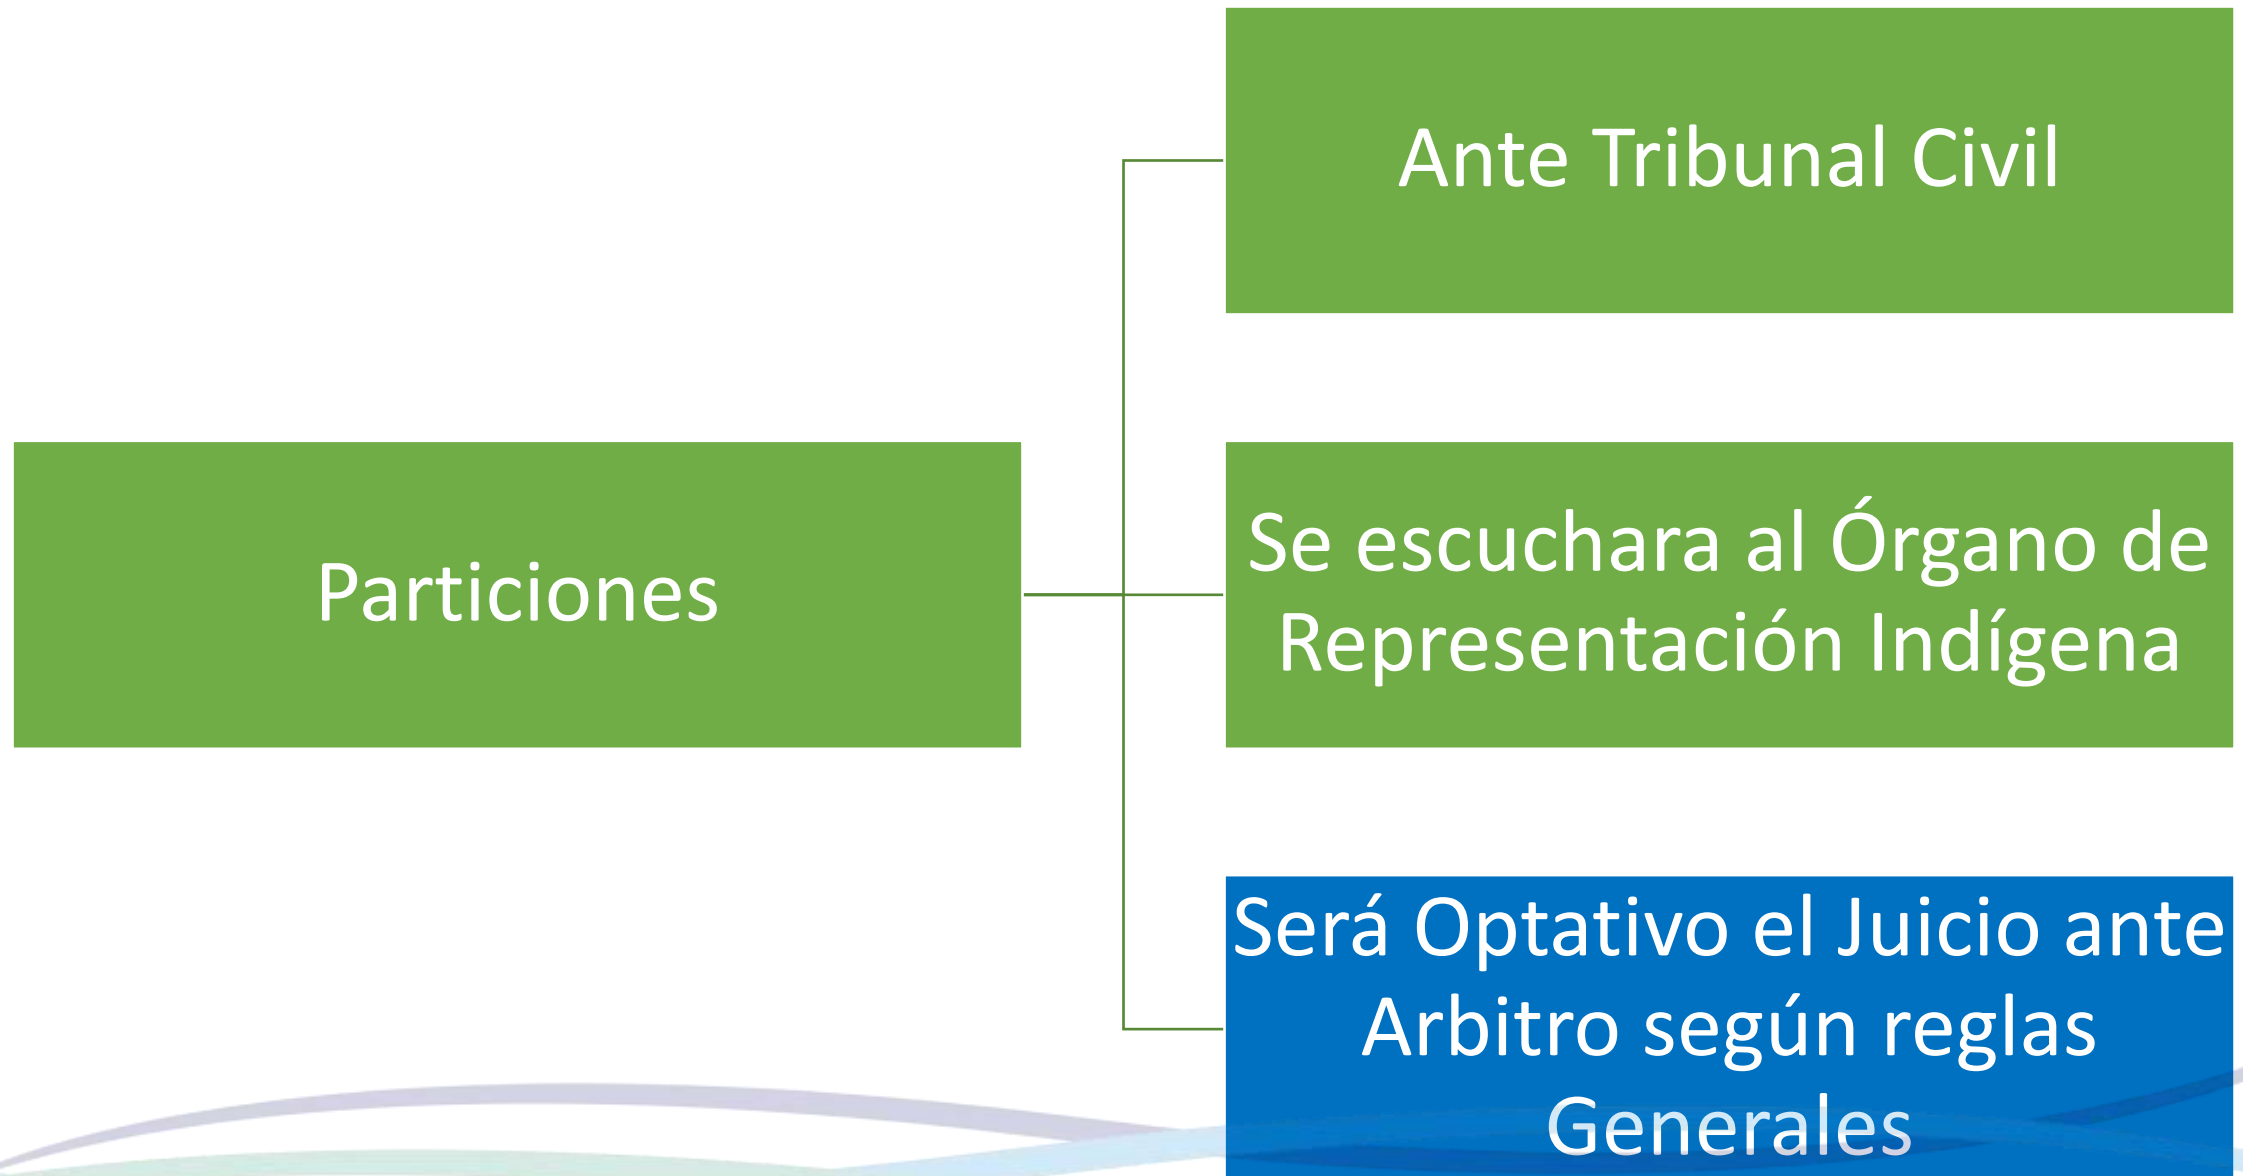 Ante Tribunal Civil
Particiones
Se escuchara al Órgano de
Representación Indígena
Será Optativo el Juicio ante
Arbitro según reglas
Generales